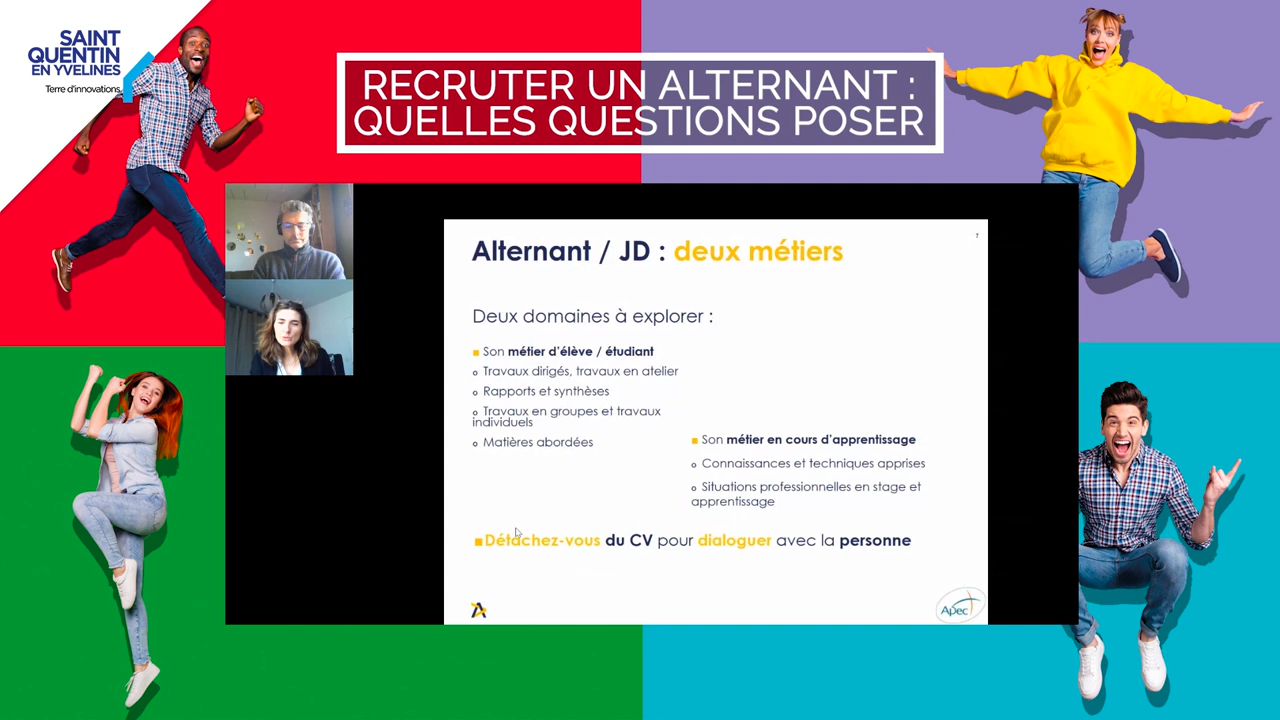 SAINT
QUENTIN
EN YVELINES
Terre d'innovations
RECRUTER UN ALTERNANT :
QUELLES QUESTIONS POSER
7
Alternant / JD : deux métiers
Deux domaines à explorer :
Son métier d'élève / étudiant
Travaux dirigés, travaux en atelier
Rapports et synthèses
Travaux en groupes et travaux
individuels
Matières abordées
Son métier en cours d'apprentissage
Connaissances et techniques apprises
Situations professionnelles en stage et
apprentissage
Détachez-vous du CV pour dialoguer avec la personne
Apec